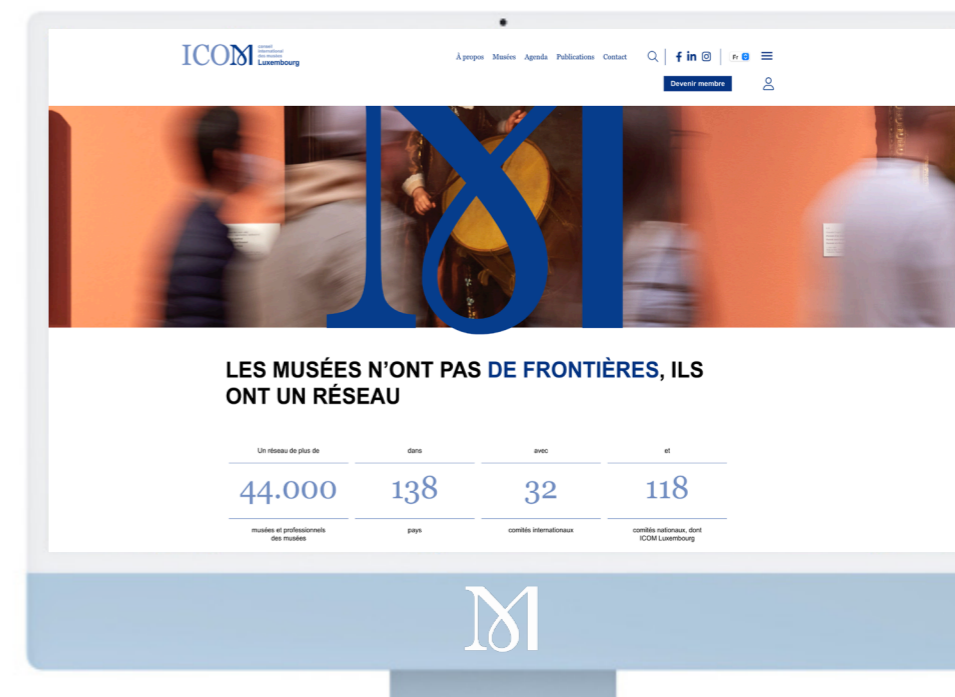 ICOM
conseil
international
des musées
Luxembourg
À propos Musées Agenda Publications Contact
Fr
Devenir membre
LES MUSÉES N’ONT PAS DE FRONTIÈRES, ILS
ONT UN RÉSEAU
Un réseau de plus de
44.000
musées et professionnels
des musées
dans
138
pays
avec
32
comités internationaux
et
118
comités nationaux, dont
ICOM Luxembourg
M